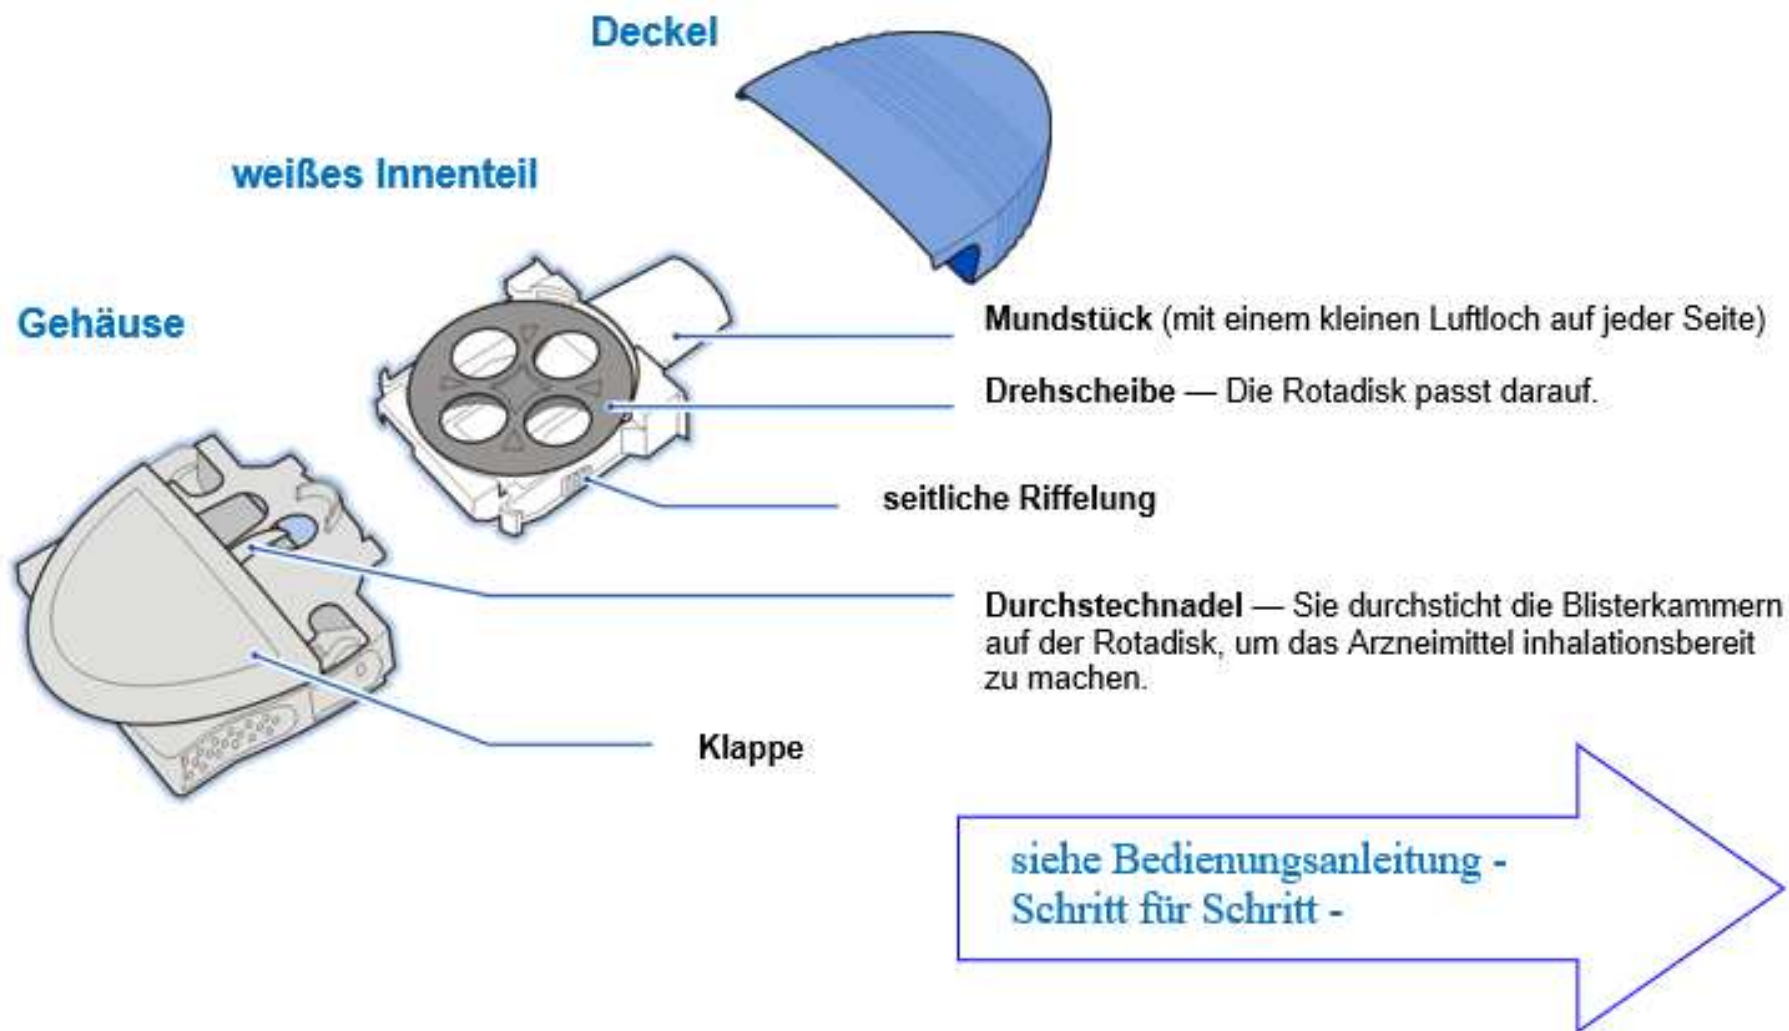 Deckel
weißes Innenteil
Gehäuse
Mundstück (mit einem kleinen Luftloch auf jeder Seite)
Drehscheibe — Die Rotadisk passt darauf.
seitliche Riffelung
Durchstechnadel — Sie durchsticht die Blisterkammern
auf der Rotadisk, um das Arzneimittel inhalationsbereit
zu machen.
Klappe
siehe Bedienungsanleitung -
Schritt für Schritt -